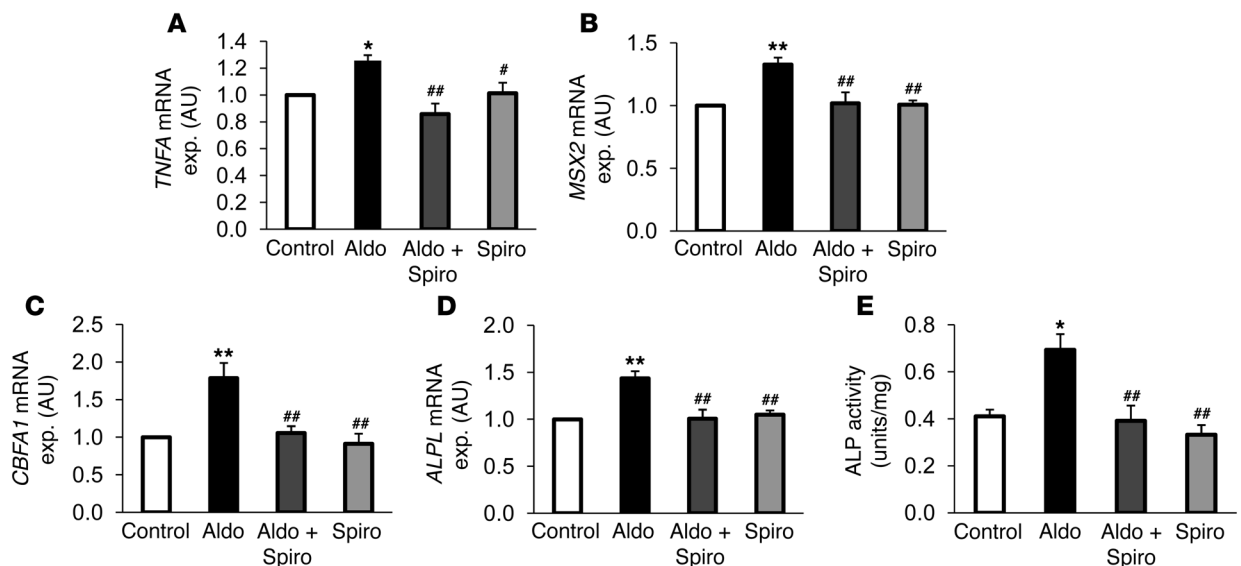 A
TNFA mRNA
exp. (AU)
1.4
1.2
1.0
0.8
0.6
0.4
0.2
0.0
*
##
#
Control Aldo Aldo + Spiro
Spiro
B
MSX2 mRNA
exp. (AU)
1.5
1.0
0.5
0.0
**
##
##
Control Aldo Aldo + Spiro
Spiro
C
CBFA1 mRNA
exp. (AU)
2.5
2.0
1.5
1.0
0.5
0.0
**
##
##
Control Aldo Aldo + Spiro
Spiro
D
ALPL mRNA
exp. (AU)
2.0
1.5
1.0
0.5
0.0
**
##
##
Control Aldo Aldo + Spiro
Spiro
E
ALP activity
(units/mg)
0.8
0.6
0.4
0.2
0.0
*
##
##
Control Aldo Aldo + Spiro
Spiro